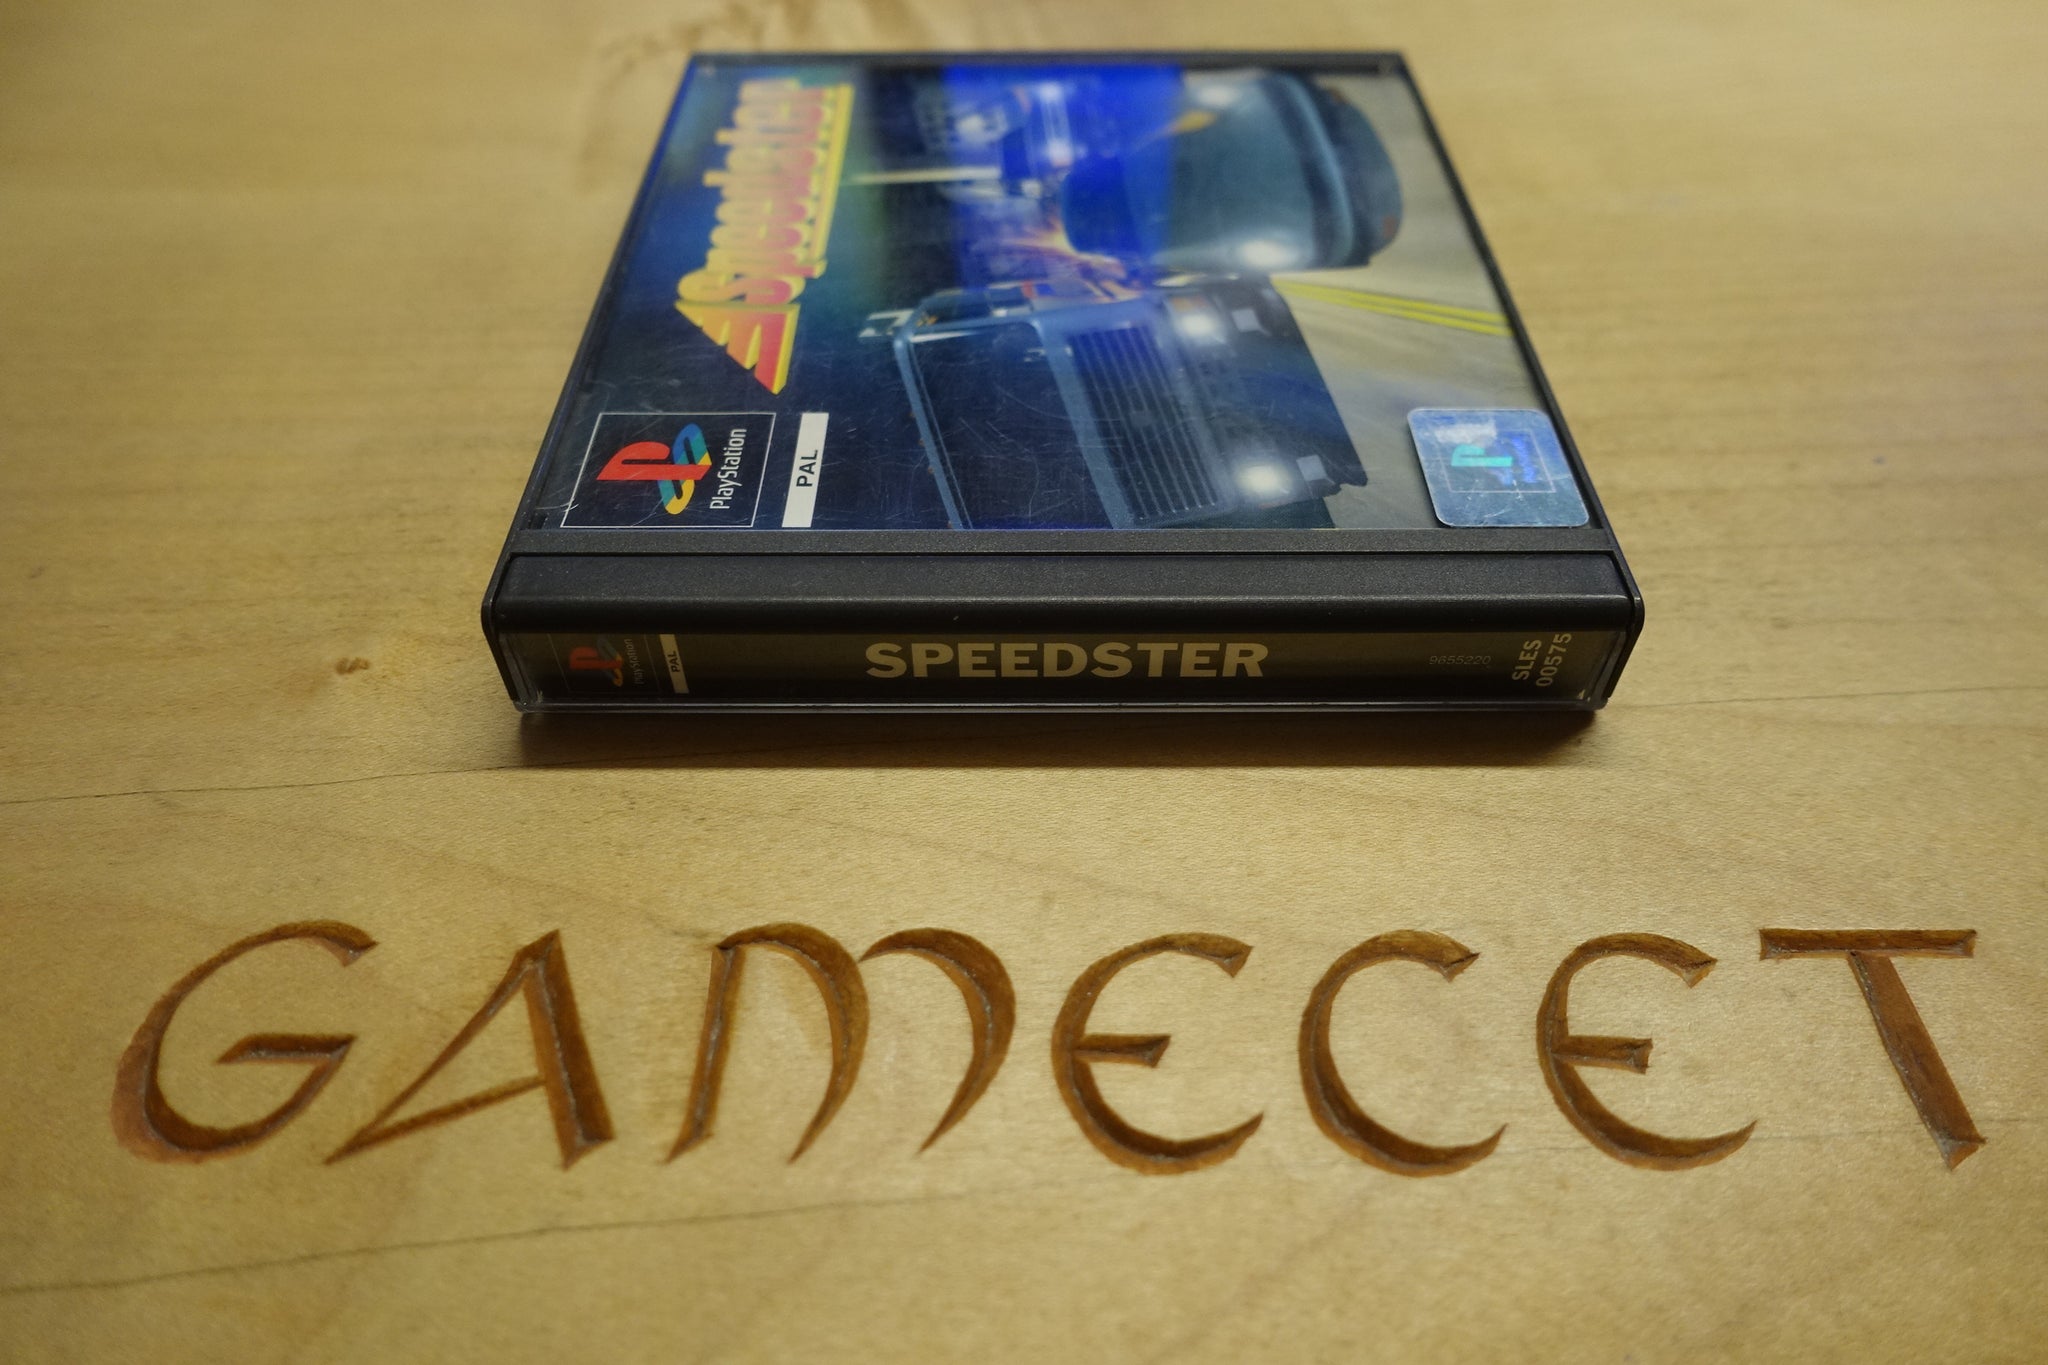 Speedster
PlayStation
PAL
PlayStation
PAL
SPEEDSTER
9655220
SLES
00575
GAMECET